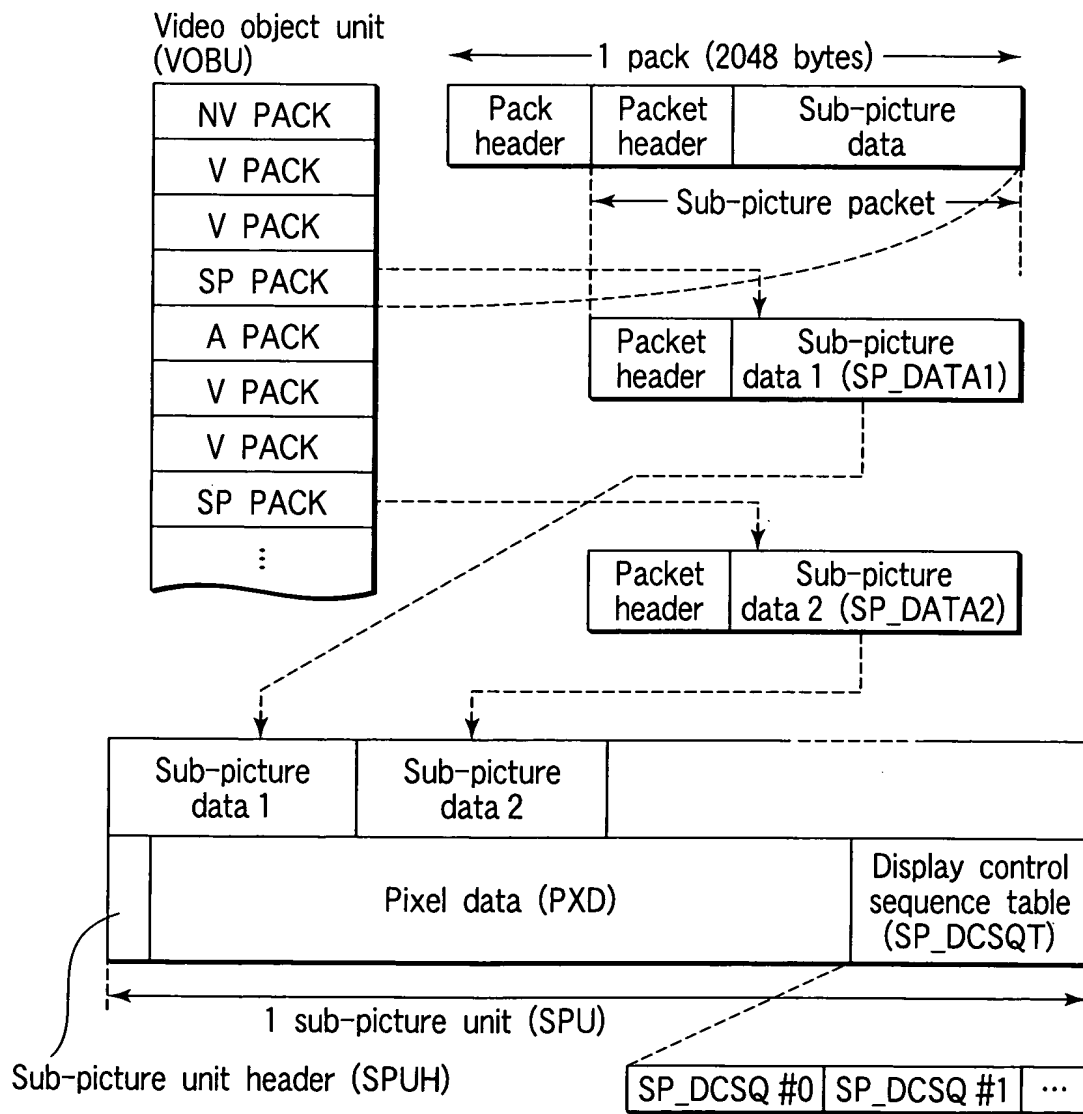 Video object unit
(VOBU)
1 pack (2048 bytes)
NV PACK
V PACK
V PACK
SP PACK
A PACK
V PACK
V PACK
SP PACK
⋮
Pack
header
Packet
header
Sub-picture
data
Sub-picture packet
Packet
header
Sub-picture
data 1 (SP_DATA1)
Packet
header
Sub-picture
data 2 (SP_DATA2)
Sub-picture
data 1
Sub-picture
data 2
Pixel data (PXD)
Display control
sequence table
(SP_DCSQT)
1 sub-picture unit (SPU)
Sub-picture unit header (SPUH)
SP_DCSQ #0
SP_DCSQ #1
⋯